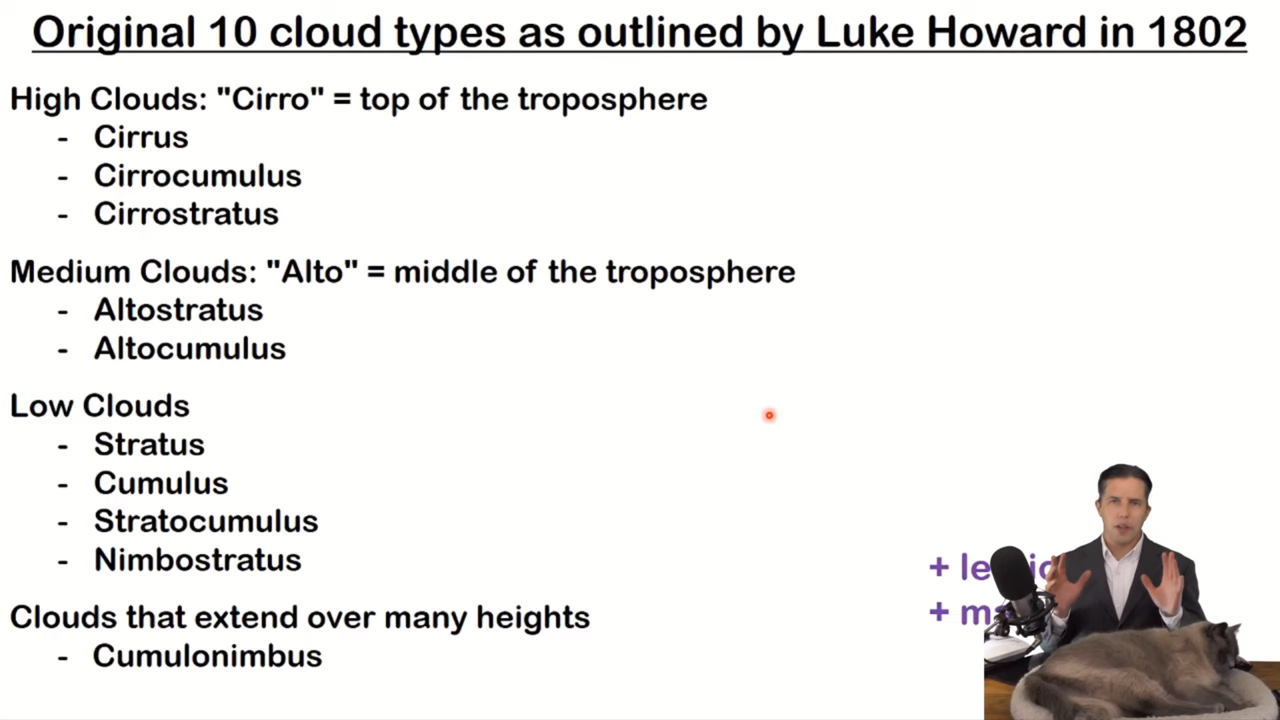 Original 10 cloud types as outlined by Luke Howard in 1802
High Clouds: "Cirro" = top of the troposphere
- Cirrus
- Cirrocumulus
- Cirrostratus
Medium Clouds: "Alto" = middle of the troposphere
- Altostratus
- Altocumulus
Low Clouds
- Stratus
- Cumulus
- Stratocumulus
- Nimbostratus
Clouds that extend over many heights
- Cumulonimbus
+
+